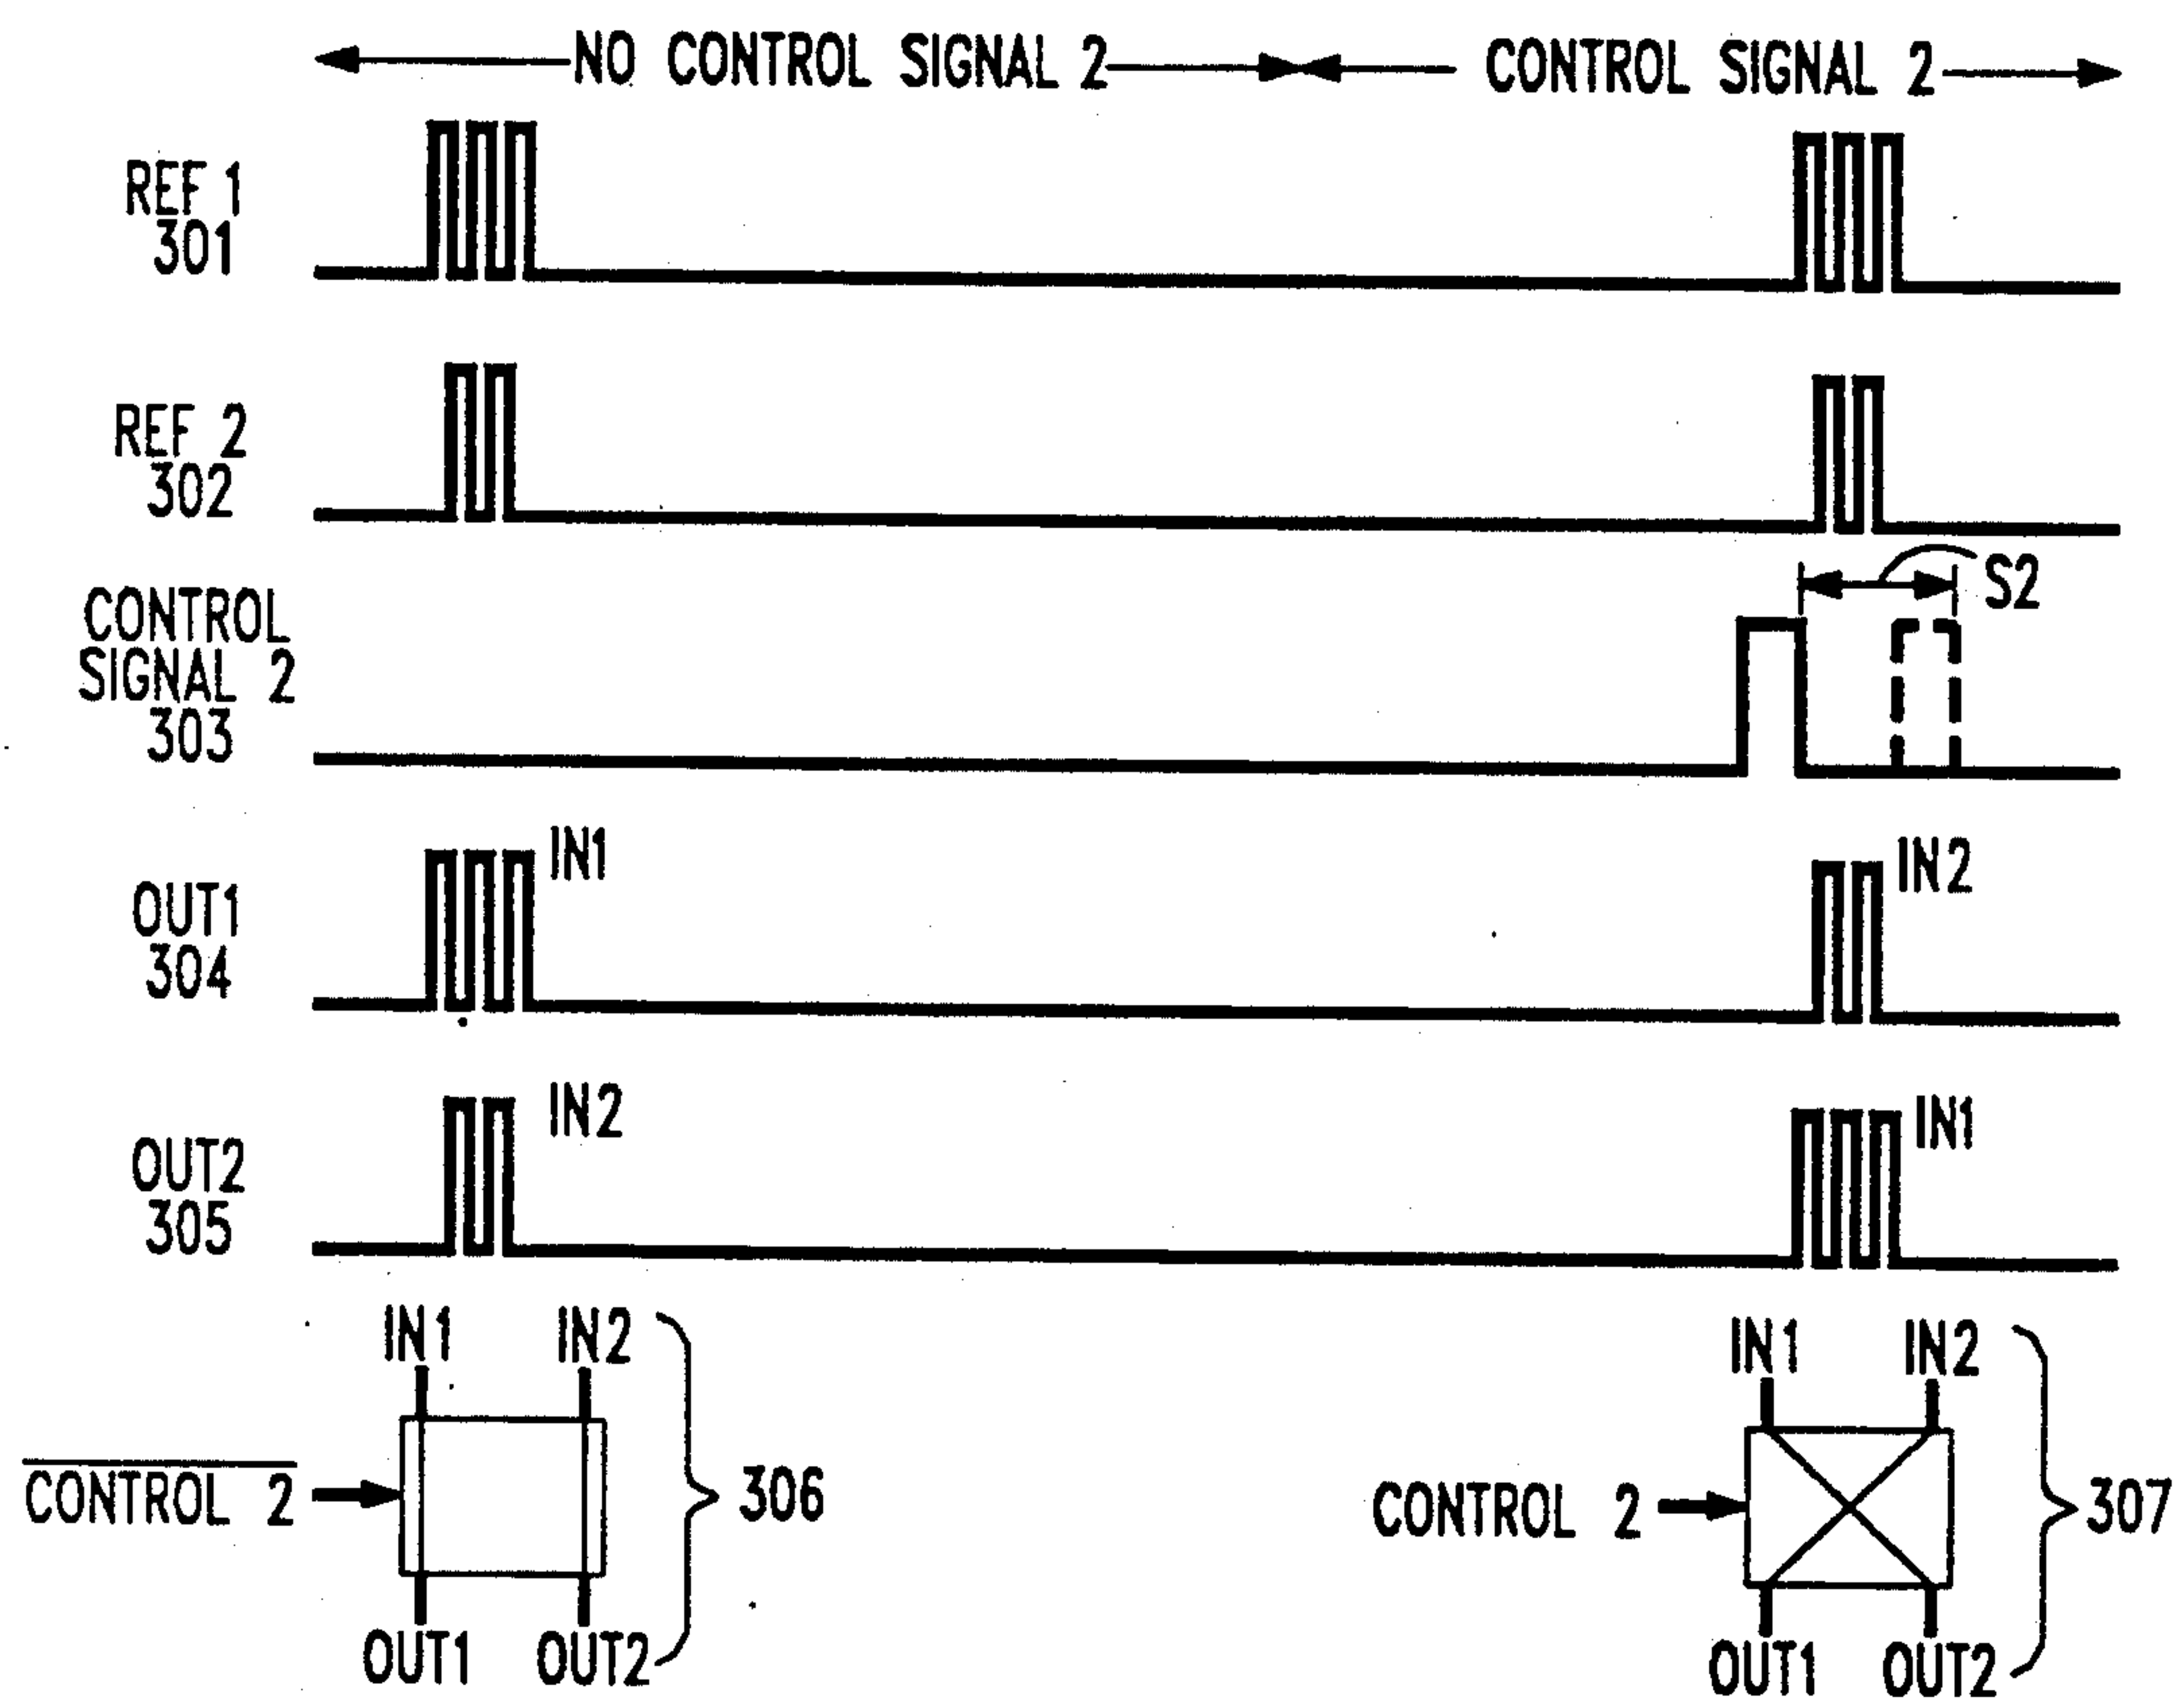 NO CONTROL SIGNAL 2
CONTROL SIGNAL 2
REF 1
301
REF 2
302
S2
CONTROL
SIGNAL 2
303
IN1
IN2
OUT1
304
IN2
IN1
OUT2
305
IN1
IN2
IN1
IN2
CONTROL 2
306
CONTROL 2
307
OUT1
OUT2
OUT1
OUT2